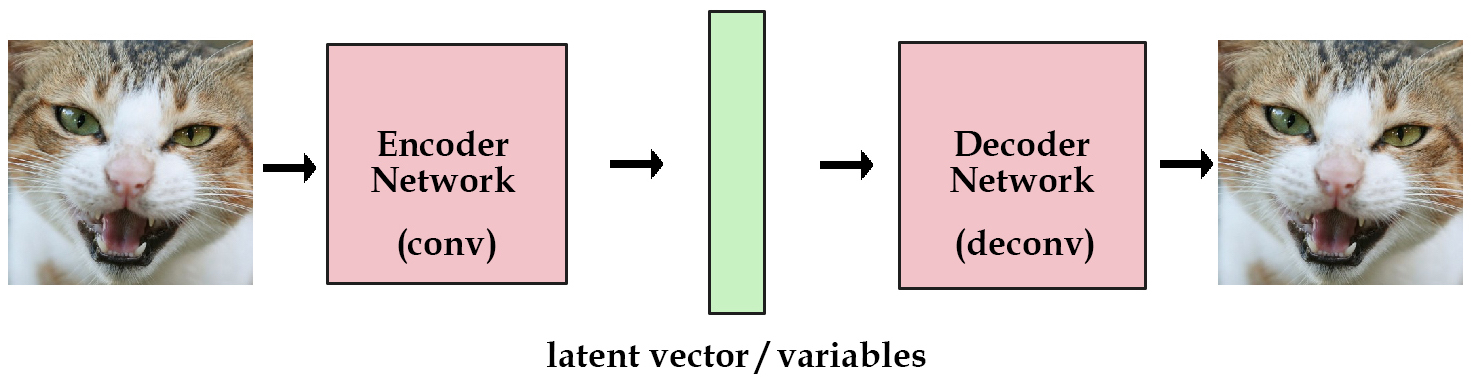 Encoder
Network
(conv)
Decoder
Network
(deconv)
latent vector / variables